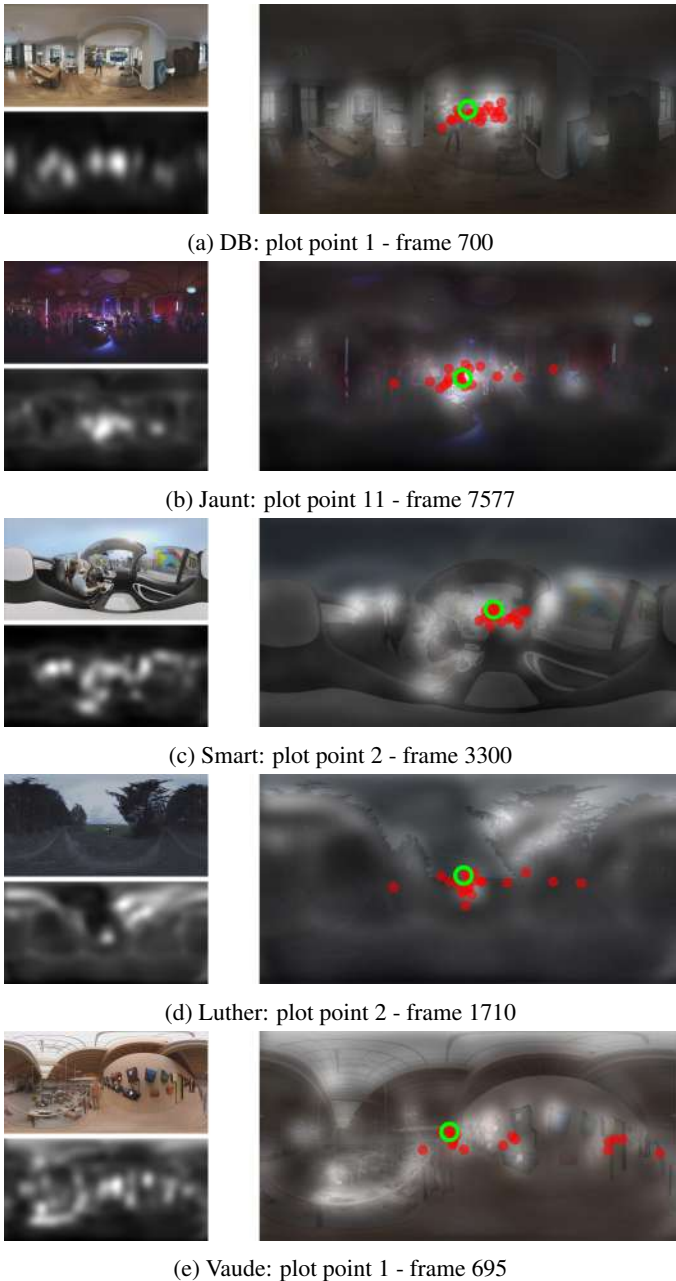 (a) DB: plot point 1 - frame 700
(b) Jaunt: plot point 11 - frame 7577
(c) Smart: plot point 2 - frame 3300
(d) Luther: plot point 2 - frame 1710
(e) Vaude: plot point 1 - frame 695